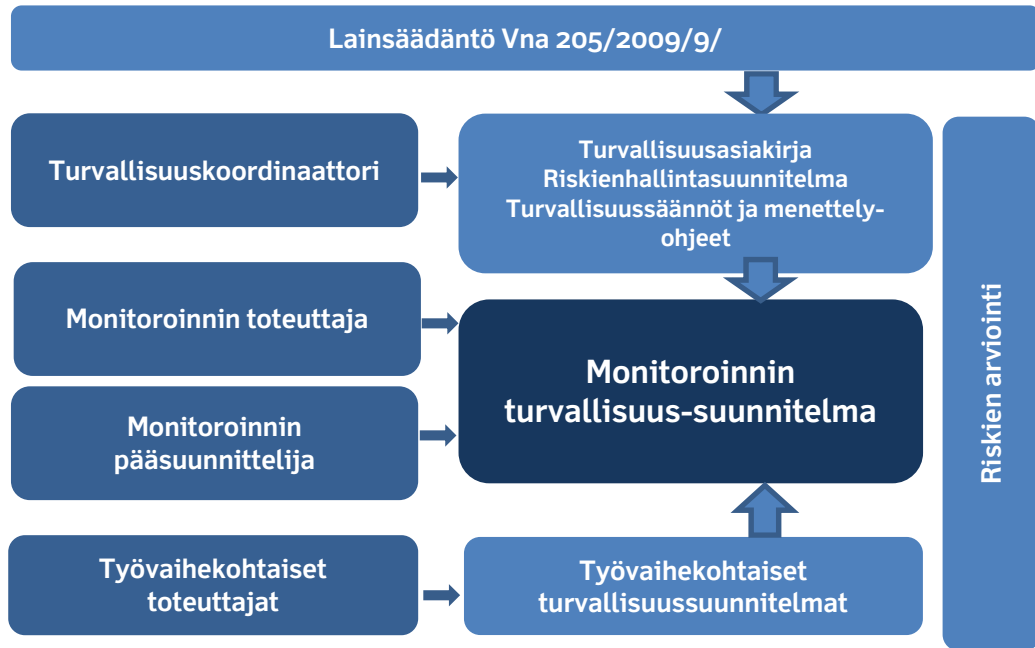 Lainsäädäntö Vna 205/2009/9/
Turvallisuuskoordinaattori
Turvallisuusasiakirja
Riskienhallintasuunnitelma
Turvallisuussäännöt ja menettely-
ohjeet
Monitoroinnin toteuttaja
Monitoroinnin
pääsuunnittelija
Monitoroinnin
turvallisuus-suunnitelma
Työvaihekohtaiset
toteuttajat
Työvaihekohtaiset
turvallisuussuunnitelmat
Riskien arviointi